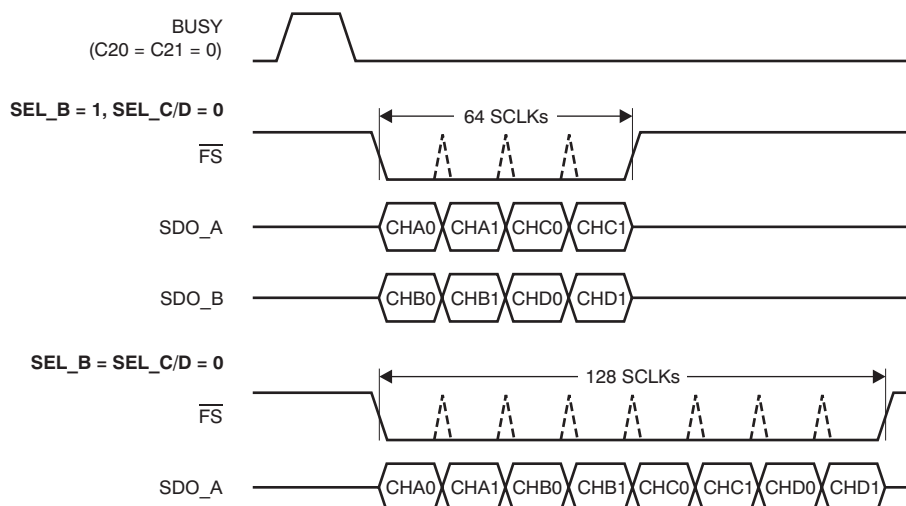 BUSY
(C20 = C21 = 0)
SEL_B = 1, SEL_C/D = 0
64 SCLKs
FS
SDO_A
CHA0 CHA1 CHC0 CHC1
SDO_B
CHB0 CHB1 CHD0 CHD1
SEL_B = SEL_C/D = 0
128 SCLKs
FS
SDO_A
CHA0 CHA1 CHB0 CHB1 CHC0 CHC1 CHD0 CHD1